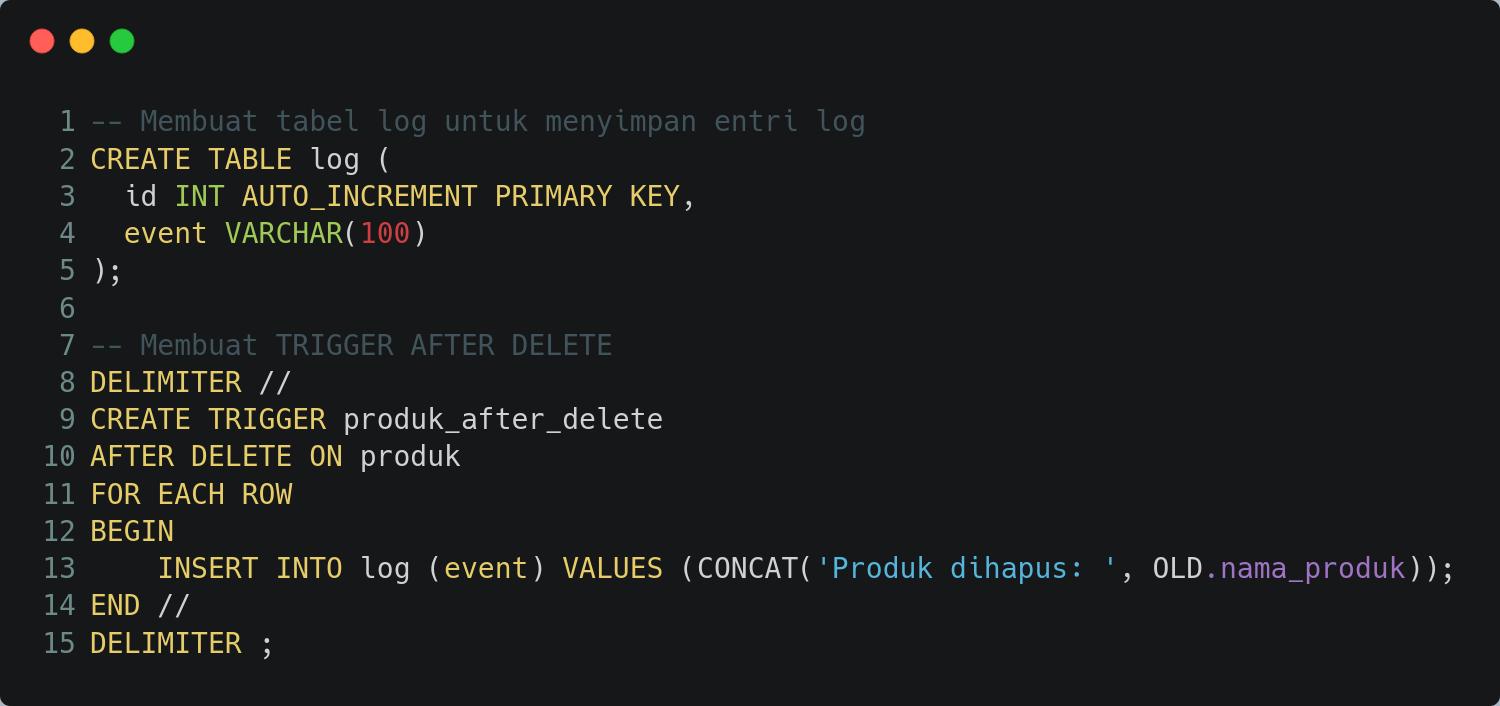 1 -- Membuat tabel log untuk menyimpan entri log
2 CREATE TABLE log (
3   id INT AUTO_INCREMENT PRIMARY KEY,
4   event VARCHAR(100)
5 );
6
7 -- Membuat TRIGGER AFTER DELETE
8 DELIMITER //
9 CREATE TRIGGER produk_after_delete
10 AFTER DELETE ON produk
11 FOR EACH ROW
12 BEGIN
13     INSERT INTO log (event) VALUES (CONCAT('Produk dihapus: ', OLD.nama_produk));
14 END //
15 DELIMITER ;